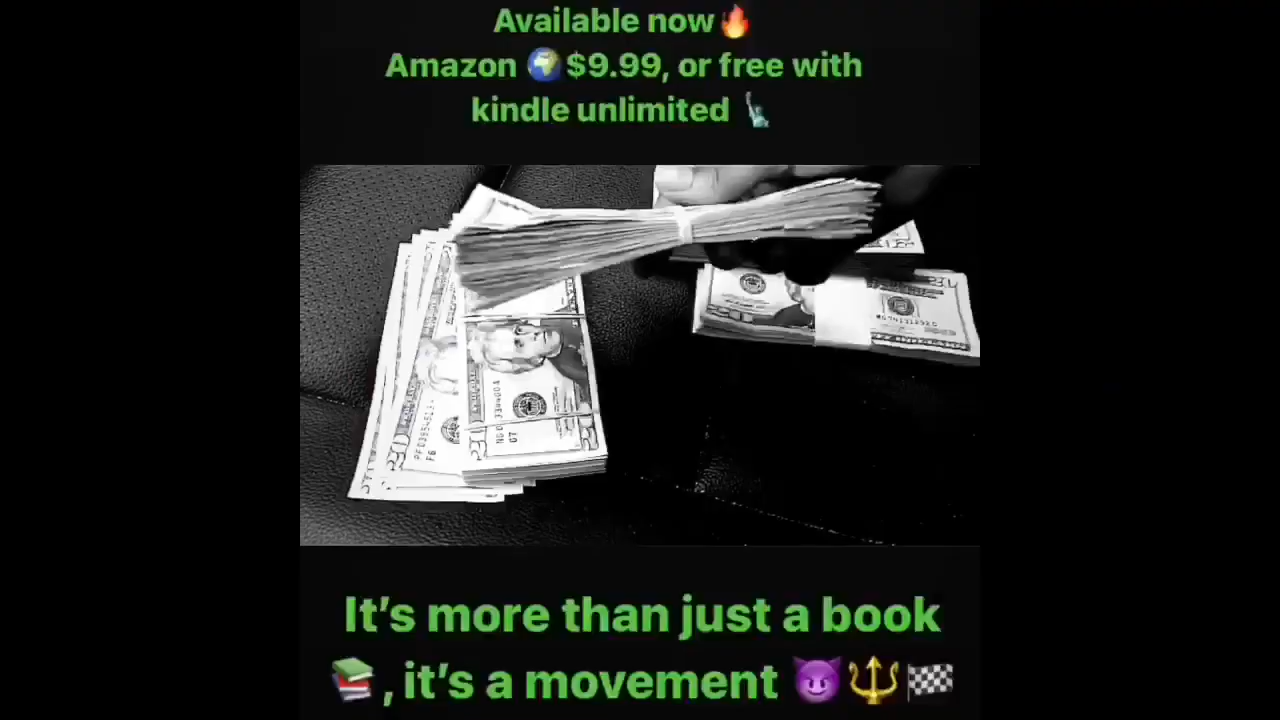 Available now🔥
Amazon 🌍$9.99, or free with
kindle unlimited 🗽
It's more than just a book
📚, it's a movement 😈🔱🏁